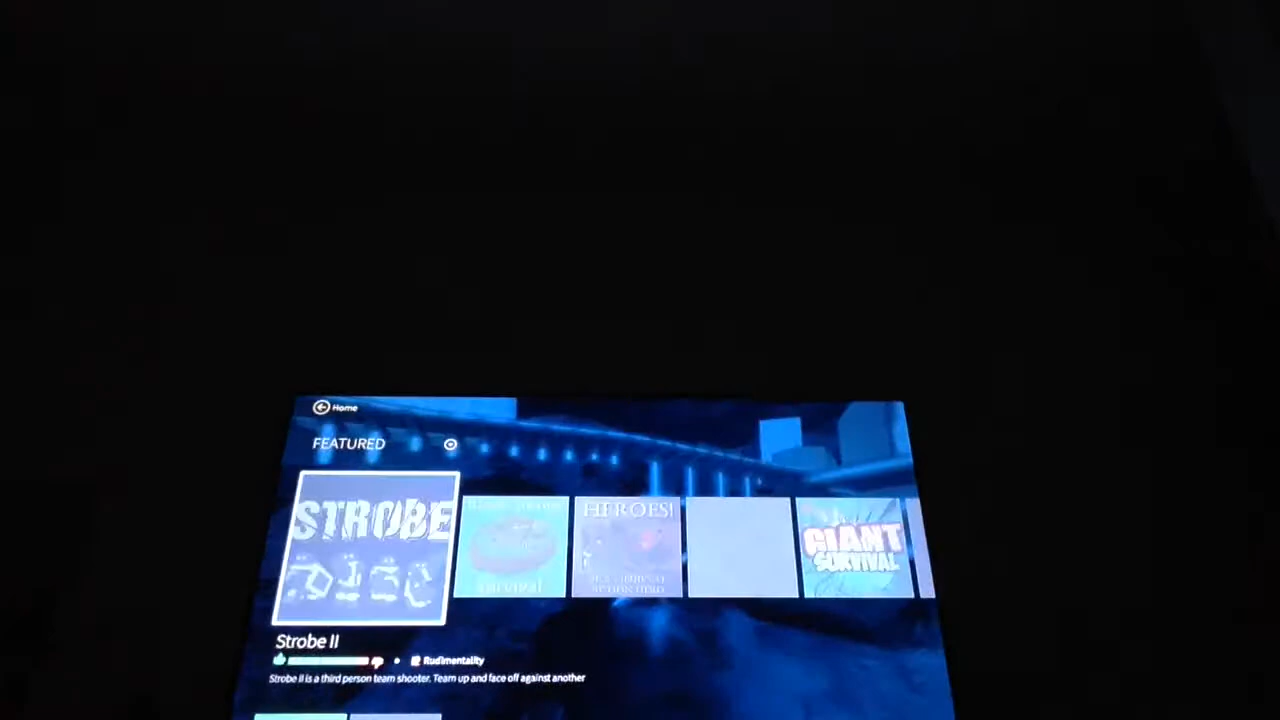 Home
FEATURED
STROBE
HEROES!
GIANT
SURVIVAL
Strobe II
Rudimentality
Strobe II is a third person team shooter. Team up and face off against another